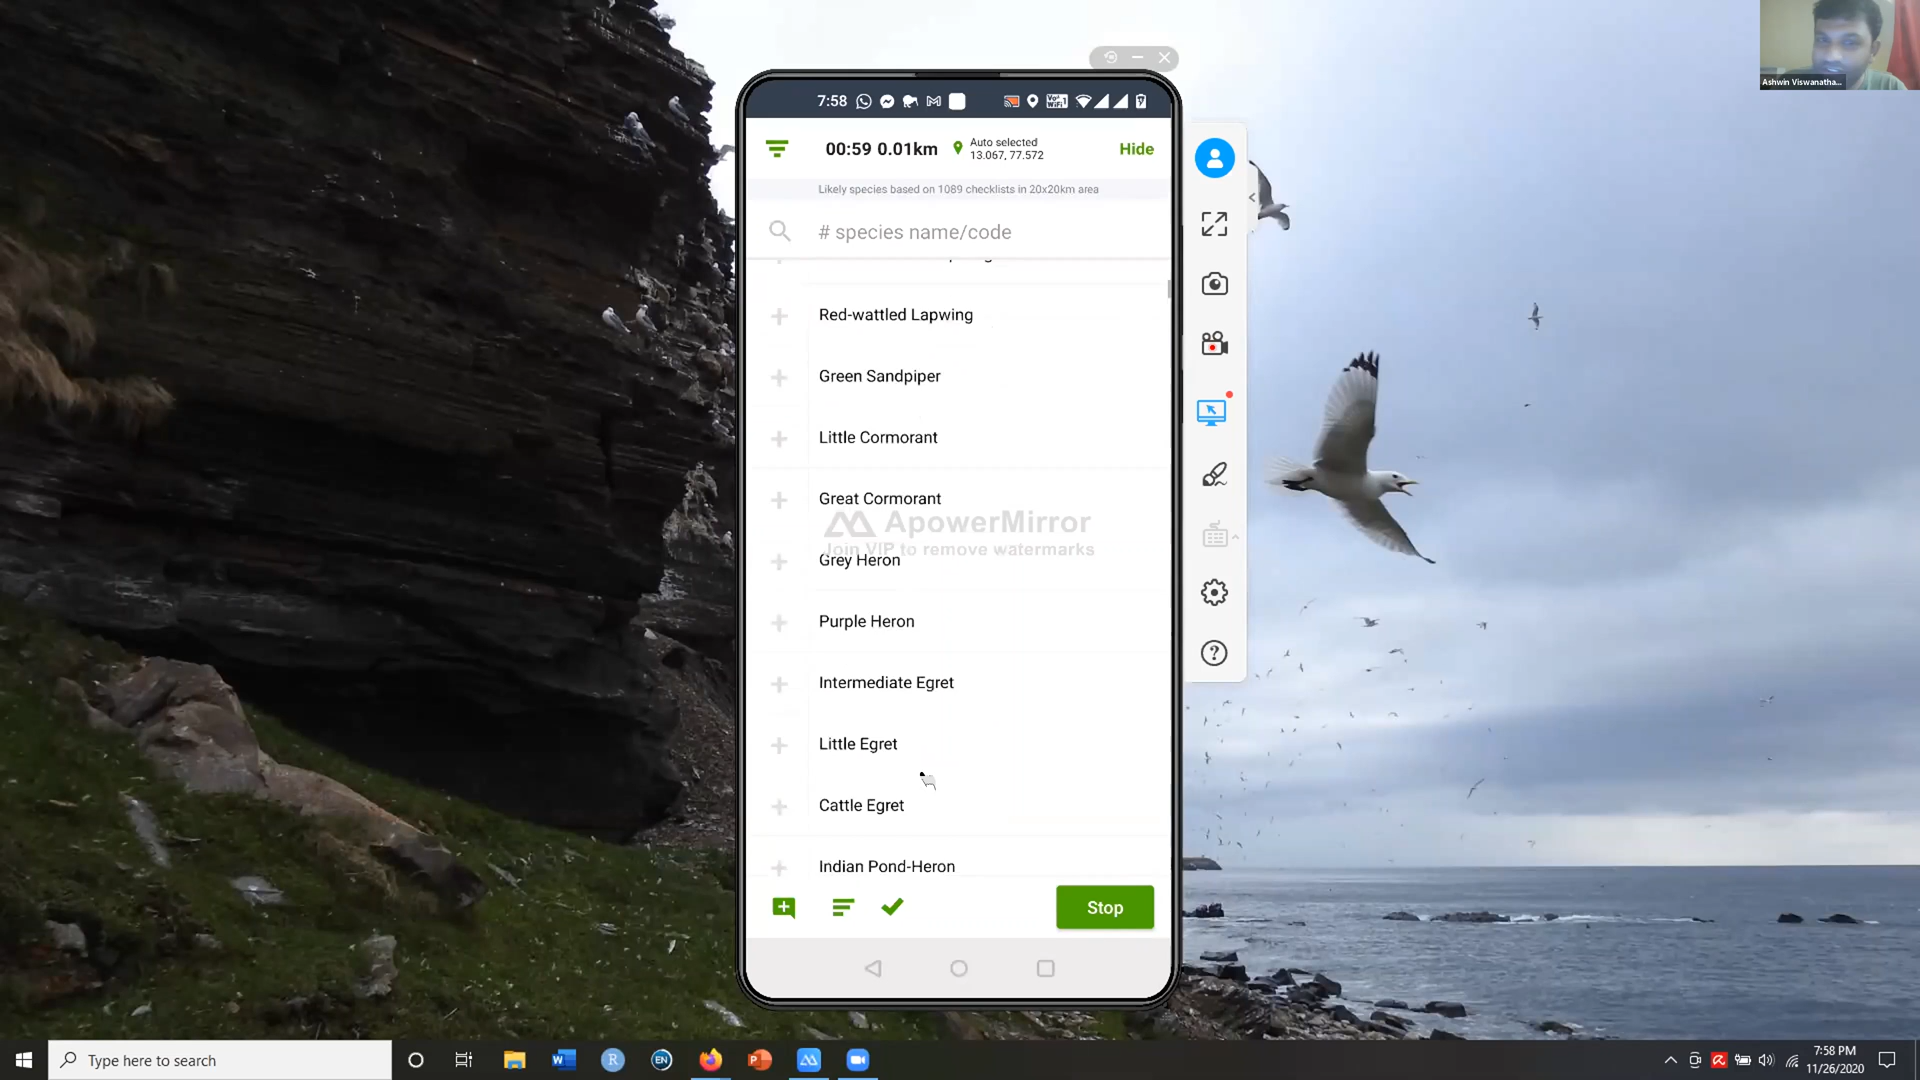 Ashwin Viswanatha...
7:58
00:59 0.01km
Auto selected
13.067, 77.572
Hide
Likely species based on 1089 checklists in 20x20km area
# species name/code
Red-wattled Lapwing
Green Sandpiper
Little Cormorant
Great Cormorant
ApowerMirror
Join VIP to remove watermarks
Grey Heron
Purple Heron
Intermediate Egret
Little Egret
Cattle Egret
Indian Pond-Heron
Stop
Type here to search
EN
7:58 PM
11/26/2020